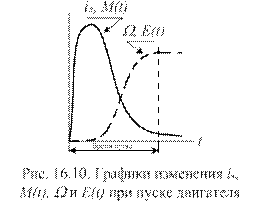 iₐ, M(t)
Ω, E(t)
t
Время пуска
Рис. 16.10. Графики изменения iₐ,
M(t), Ω и E(t) при пуске двигателя